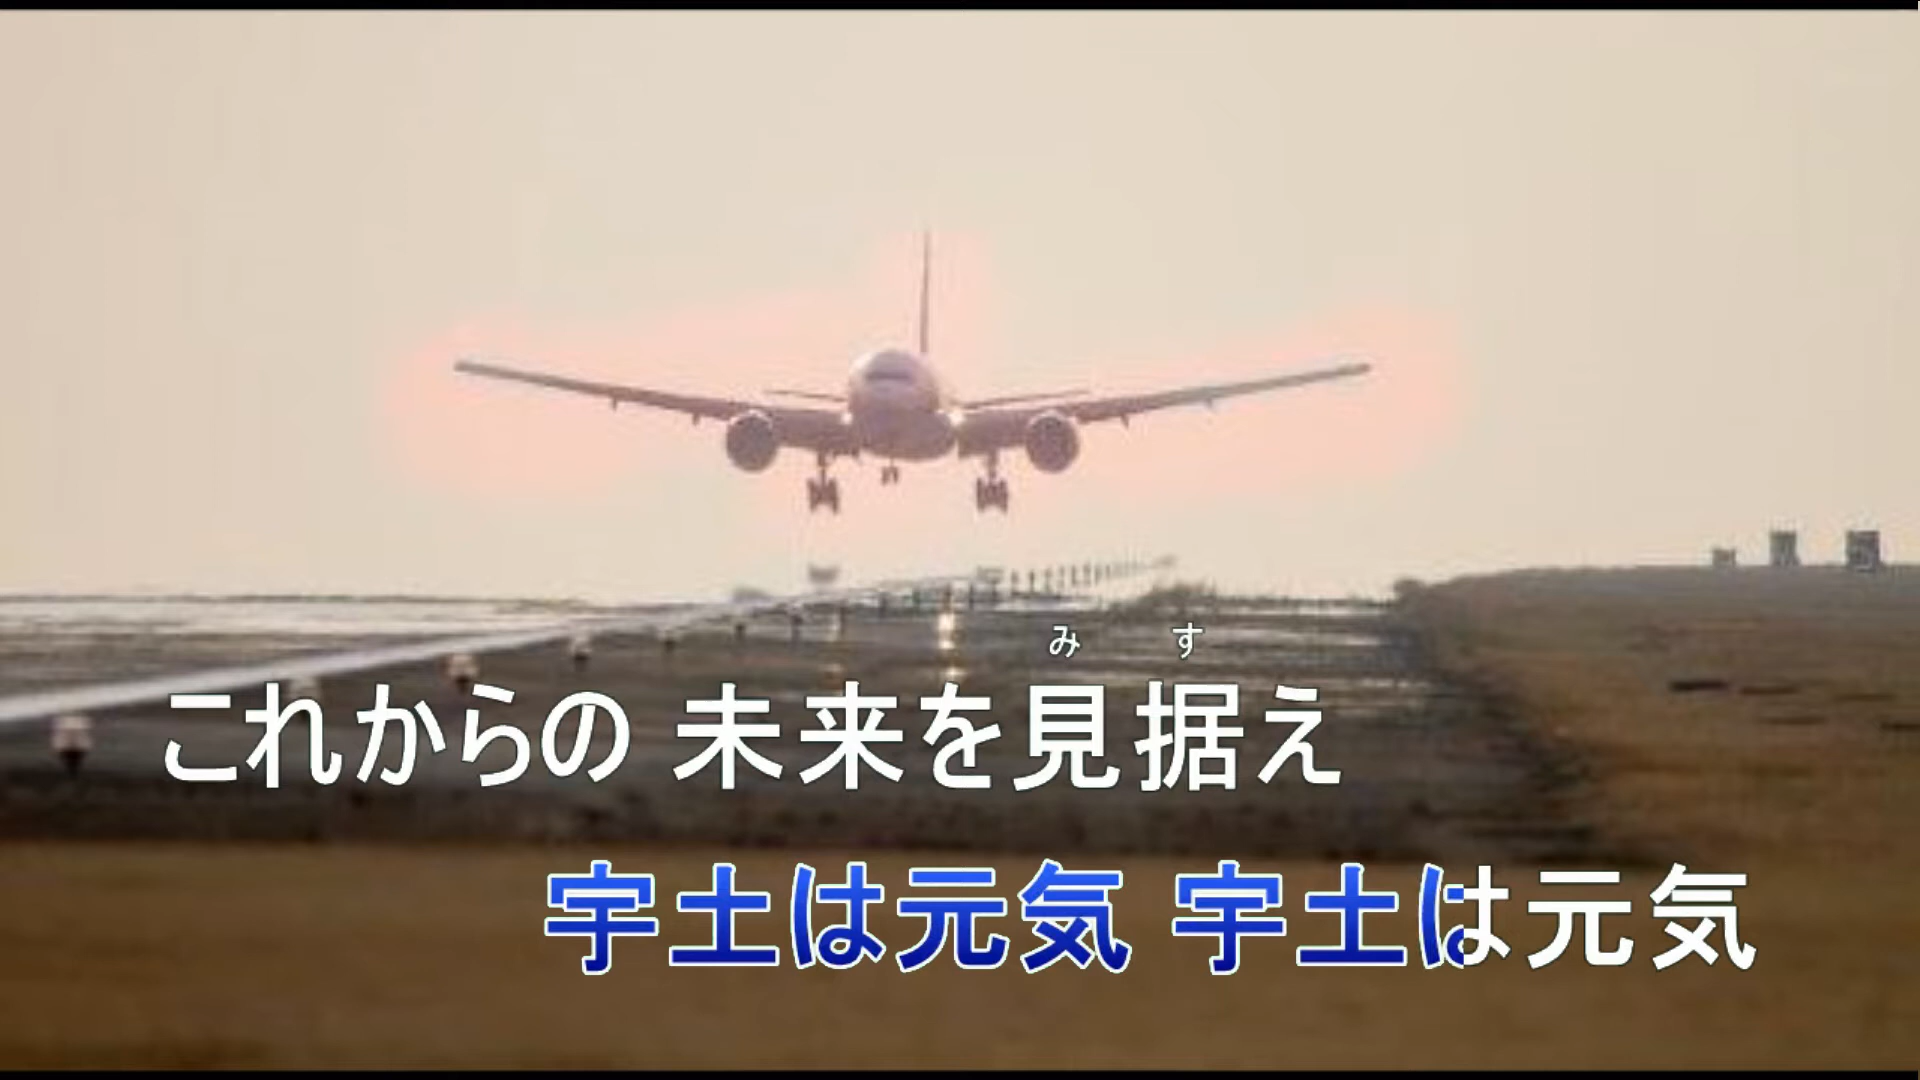 み す
これからの 未来を見据え
宇土は元気 宇土は元気